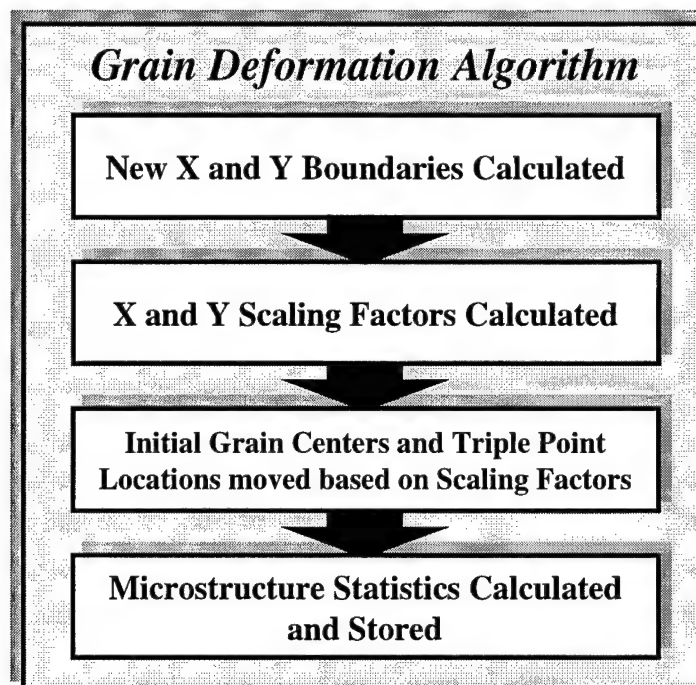 Grain Deformation Algorithm
New X and Y Boundaries Calculated
X and Y Scaling Factors Calculated
Initial Grain Centers and Triple Point
Locations moved based on Scaling Factors
Microstructure Statistics Calculated
and Stored